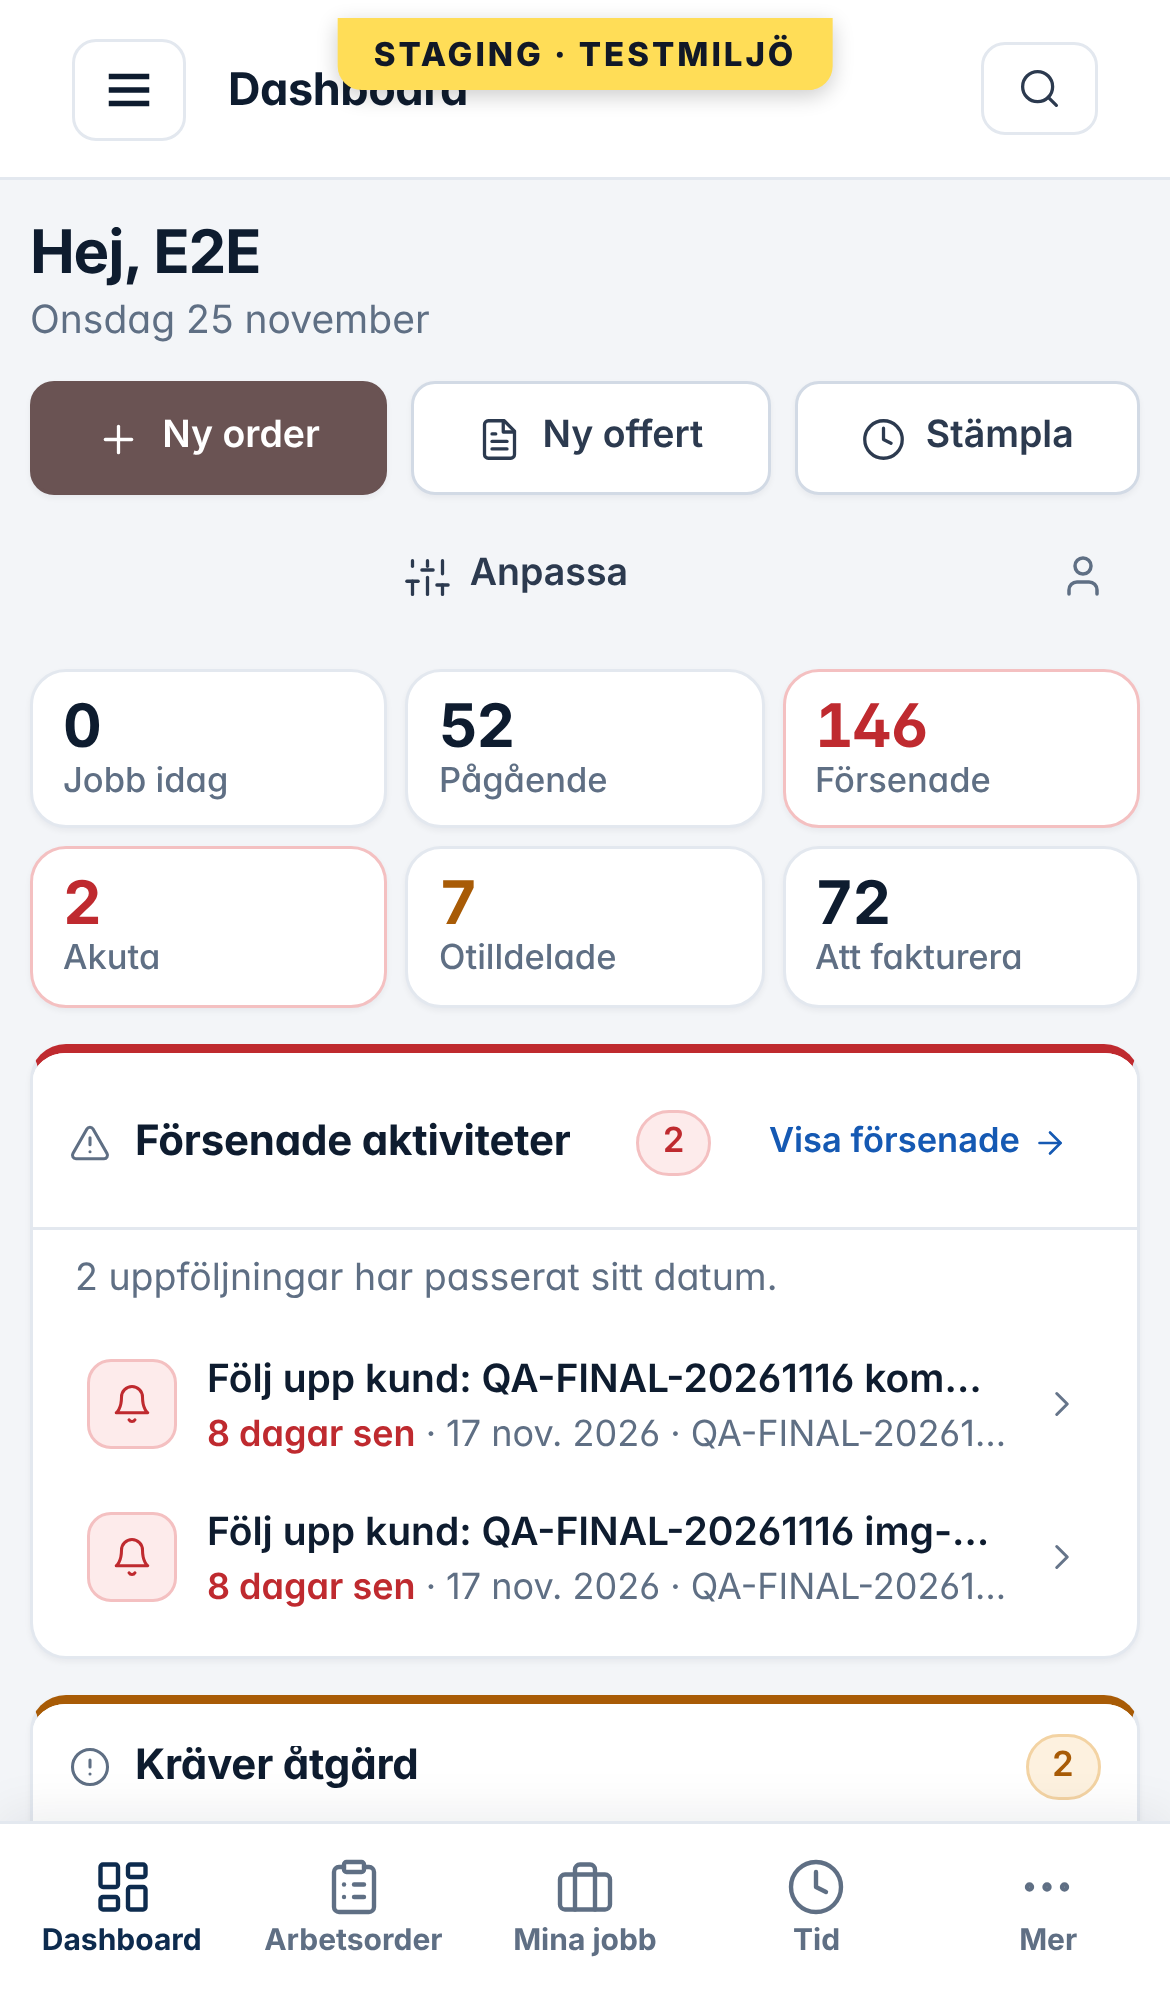 STAGING · TESTMILJÖ
Dashboard
Hej, E2E
Onsdag 25 november
Ny order
Ny offert
Stämpla
Anpassa
0
Jobb idag
52
Pågående
146
Försenade
2
Akuta
7
Otilldelade
72
Att fakturera
Försenade aktiviteter
2
Visa försenade →
2 uppföljningar har passerat sitt datum.
Följ upp kund: QA-FINAL-20261116 kom...
8 dagar sen · 17 nov. 2026 · QA-FINAL-20261...
Följ upp kund: QA-FINAL-20261116 img-...
8 dagar sen · 17 nov. 2026 · QA-FINAL-20261...
Kräver åtgärd
2
Dashboard
Arbetsorder
Mina jobb
Tid
Mer